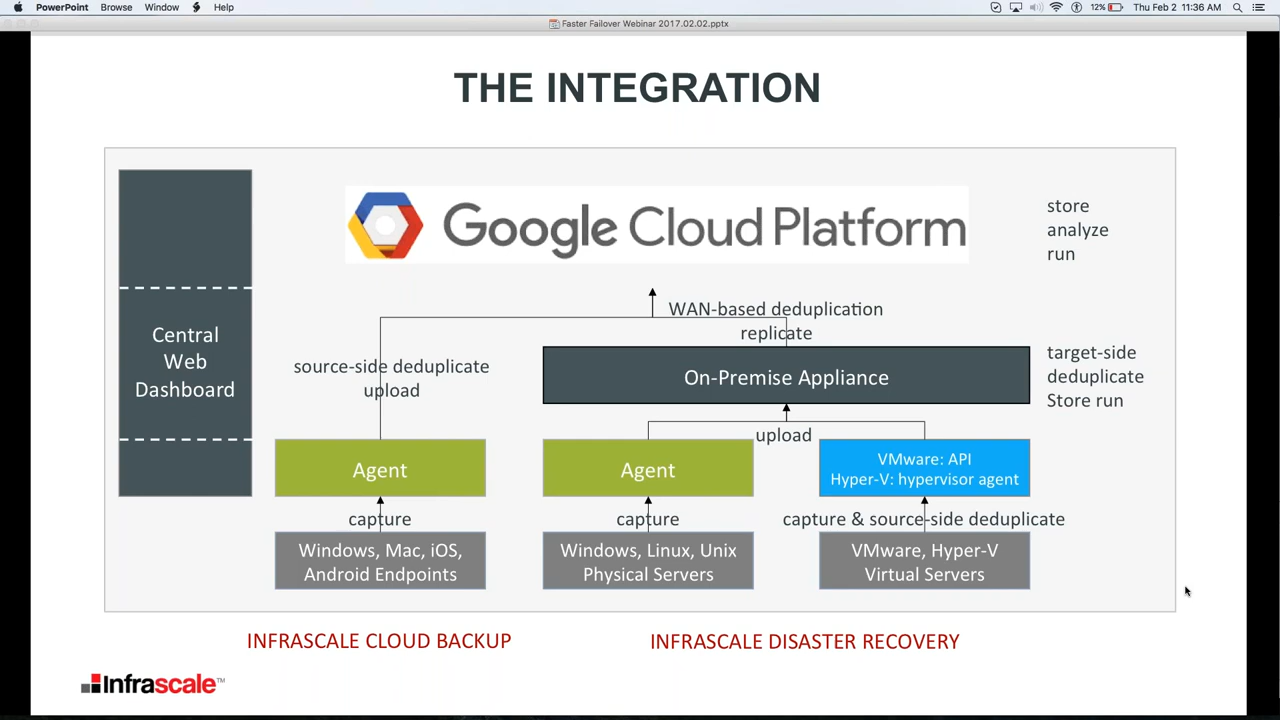 PowerPoint Browse Window Help
12% Thu Feb 2 11:36 AM
Faster Failover Webinar 2017.02.02.pptx
THE INTEGRATION
Google Cloud Platform
store
analyze
run
WAN-based deduplication
replicate
Central
Web
Dashboard
source-side deduplicate
upload
On-Premise Appliance
target-side
deduplicate
Store run
upload
Agent
Agent
VMware: API
Hyper-V: hypervisor agent
capture
capture
capture & source-side deduplicate
Windows, Mac, iOS,
Android Endpoints
Windows, Linux, Unix
Physical Servers
VMware, Hyper-V
Virtual Servers
INFRASCALE CLOUD BACKUP
INFRASCALE DISASTER RECOVERY
Infrascale™